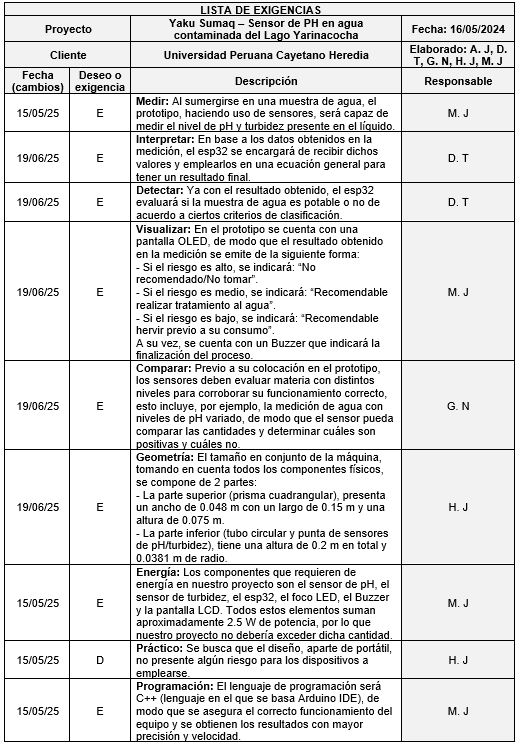 LISTA DE EXIGENCIAS
Proyecto
Yaku Sumaq – Sensor de PH en agua
contaminada del Lago Yarinacocha
Fecha: 16/05/2024
Cliente
Universidad Peruana Cayetano Heredia
Elaborado: A. J, D.
T, G. N, H. J, M. J
Fecha
(cambios)
Deseo o
exigencia
Descripción
Responsable
15/05/25
E
Medir: Al sumergirse en una muestra de agua, el
prototipo, haciendo uso de sensores, será capaz
de medir el nivel de pH y turbidez presente en el líquido.
M. J
19/06/25
E
Interpretar: En base a los datos obtenidos en la
medición, el esp32 se encargará de recibir dichos
valores y emplearlos en una ecuación general para
tener un resultado final.
D. T
19/06/25
E
Detectar: Ya con el resultado obtenido, el esp32
evaluará si la muestra de agua es potable o no de
acuerdo a ciertos criterios de clasificación.
D. T
19/06/25
E
Visualizar: En el prototipo se cuenta con una
pantalla OLED, de modo que el resultado obtenido
en la medición se emite de la siguiente forma:
- Si el riesgo es alto, se indicará: “No
recomendado/No tomar”.
- Si el riesgo es medio, se indicará: “Recomendable
realizar tratamiento al agua”.
- Si el riesgo es bajo, se indicará: “Recomendable
hervir previo a su consumo”.
A su vez, se cuenta con un Buzzer que indicará la
finalización del proceso.
M. J
19/06/25
E
Comparar: Previo a su colocación en el prototipo,
los sensores deben evaluar materia con distintos
niveles para corroborar su funcionamiento correcto,
esto incluye, por ejemplo, la medición de agua con
niveles de pH variado, de modo que el sensor pueda
comparar las cantidades y determinar cuáles son
positivas y cuáles no.
G. N
19/06/25
E
Geometría: El tamaño en conjunto de la máquina,
tomando en cuenta todos los componentes físicos,
se compone de 2 partes:
- La parte superior (prisma cuadrangular), presenta
un ancho de 0.048 m con un largo de 0.15 m y una
altura de 0.075 m.
- La parte inferior (tubo circular y punta de sensores
de pH/turbidez), tiene una altura de 0.2 m en total y
0.0381 m de radio.
H. J
15/05/25
E
Energía: Los componentes que requieren de
energía en nuestro proyecto son el sensor de pH, el
sensor de turbidez, el esp32, el foco LED, el Buzzer
y la pantalla LCD. Todos estos elementos suman
aproximadamente 2.5 W de potencia, por lo que
nuestro proyecto no debería exceder dicha cantidad.
M. J
15/05/25
D
Práctico: Se busca que el diseño, aparte de portátil,
no presente algún riesgo para los dispositivos a
emplearse.
H. J
15/05/25
E
Programación: El lenguaje de programación será
C++ (lenguaje en el que se basa Arduino IDE), de
modo que se asegura el correcto funcionamiento del
equipo y se obtienen los resultados con mayor
precisión y velocidad.
M. J